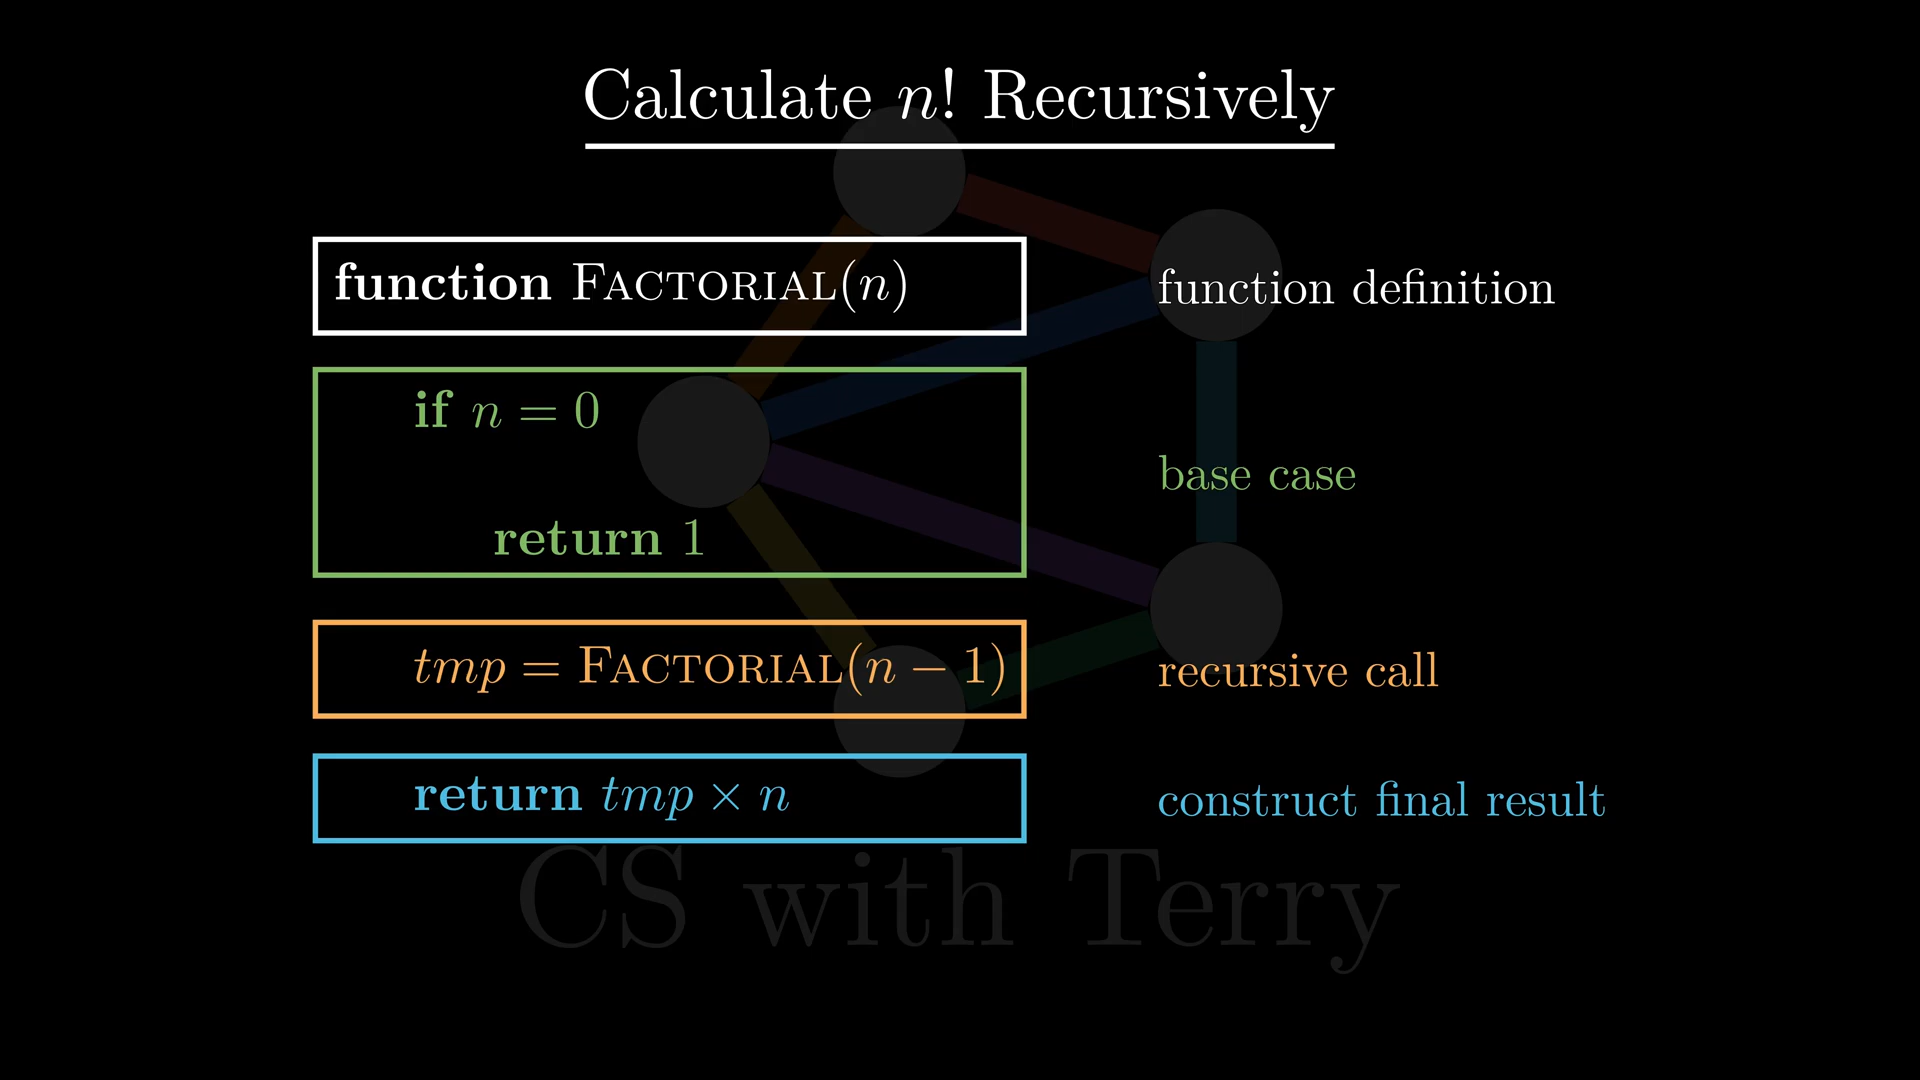 Calculate n! Recursively
function FACTORIAL(n)
function definition
if n = 0
base case
return 1
tmp = FACTORIAL(n − 1)
recursive call
return tmp × n
construct final result
CS with Terry